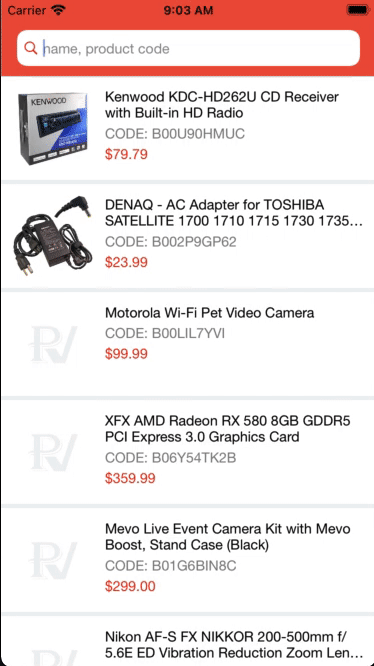 Carrier 9:03 AM
name, product code
KENWOOD
Kenwood KDC-HD262U CD Receiver
with Built-in HD Radio
CODE: B00U90HMUC
$79.79
DENAQ - AC Adapter for TOSHIBA
SATELLITE 1700 1710 1715 1730 1735...
CODE: B002P9GP62
$23.99
Motorola Wi-Fi Pet Video Camera
CODE: B00LIL7YVI
$99.99
XFX AMD Radeon RX 580 8GB GDDR5
PCI Express 3.0 Graphics Card
CODE: B06Y54TK2B
$359.99
Mevo Live Event Camera Kit with Mevo
Boost, Stand Case (Black)
CODE: B01G6BIN8C
$299.00
Nikon AF-S FX NIKKOR 200-500mm f/
5.6E ED Vibration Reduction Zoom Len...